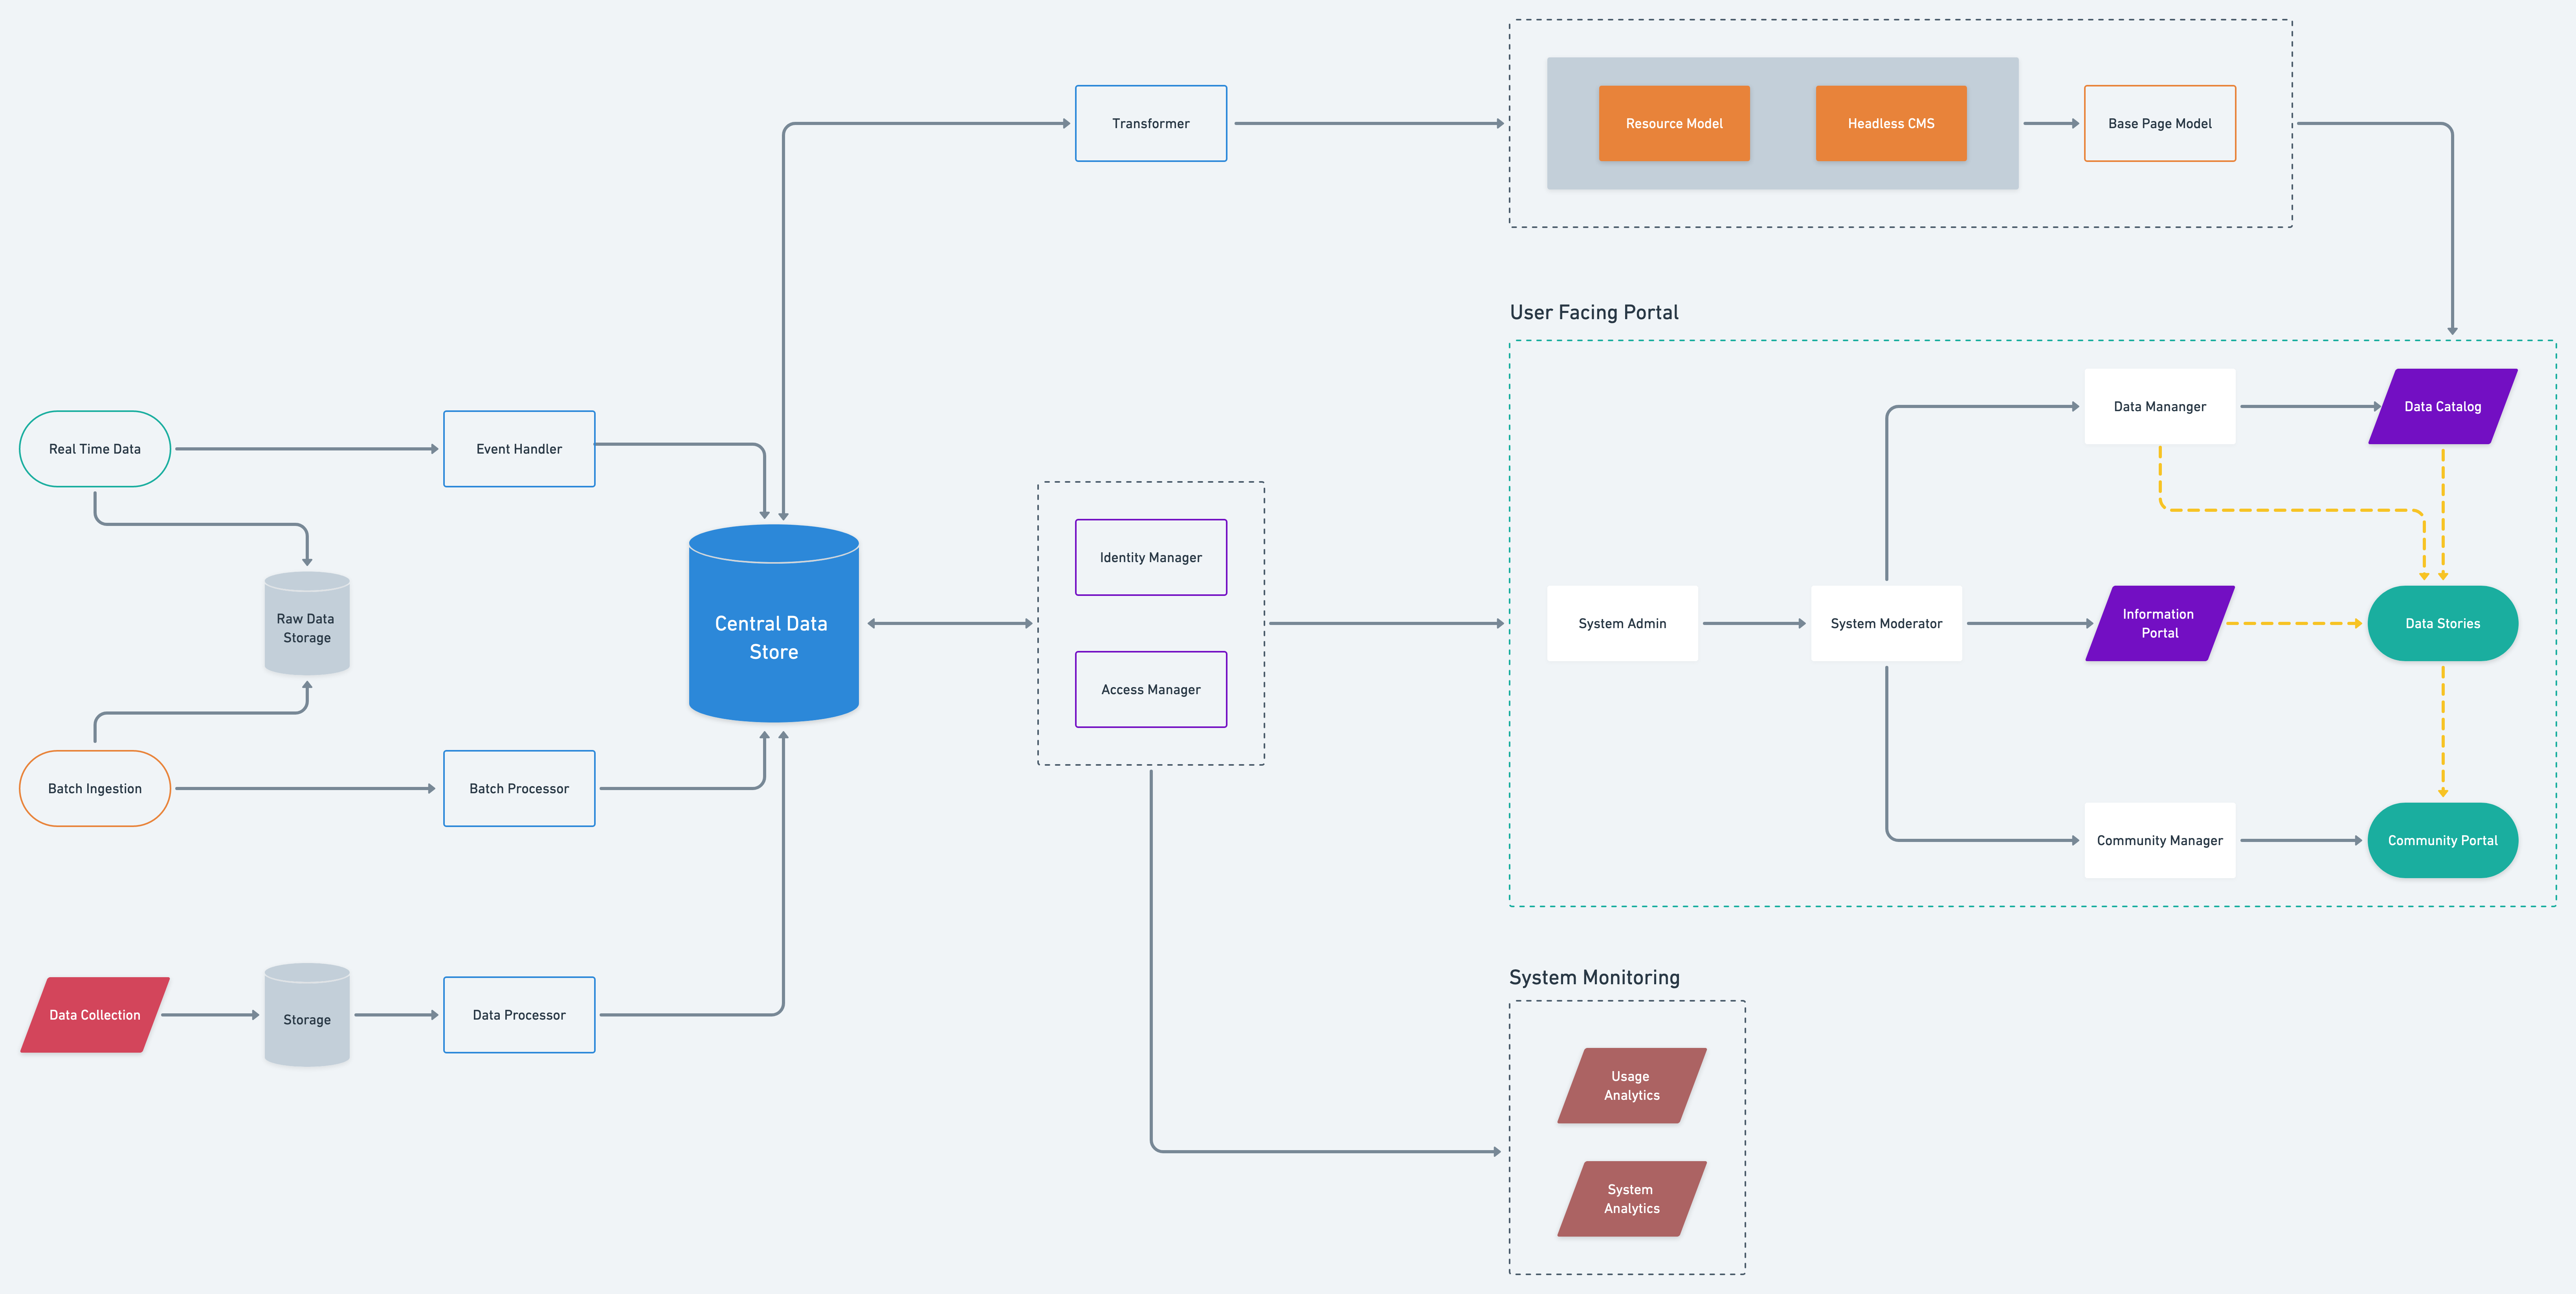 Transformer
Resource Model
Headless CMS
Base Page Model
User Facing Portal
Real Time Data
Event Handler
Data Mananger
Data Catalog
Identity Manager
Raw Data
Storage
Central Data
Store
System Admin
System Moderator
Information
Portal
Data Stories
Access Manager
Batch Ingestion
Batch Processor
Community Manager
Community Portal
System Monitoring
Data Collection
Storage
Data Processor
Usage
Analytics
System
Analytics